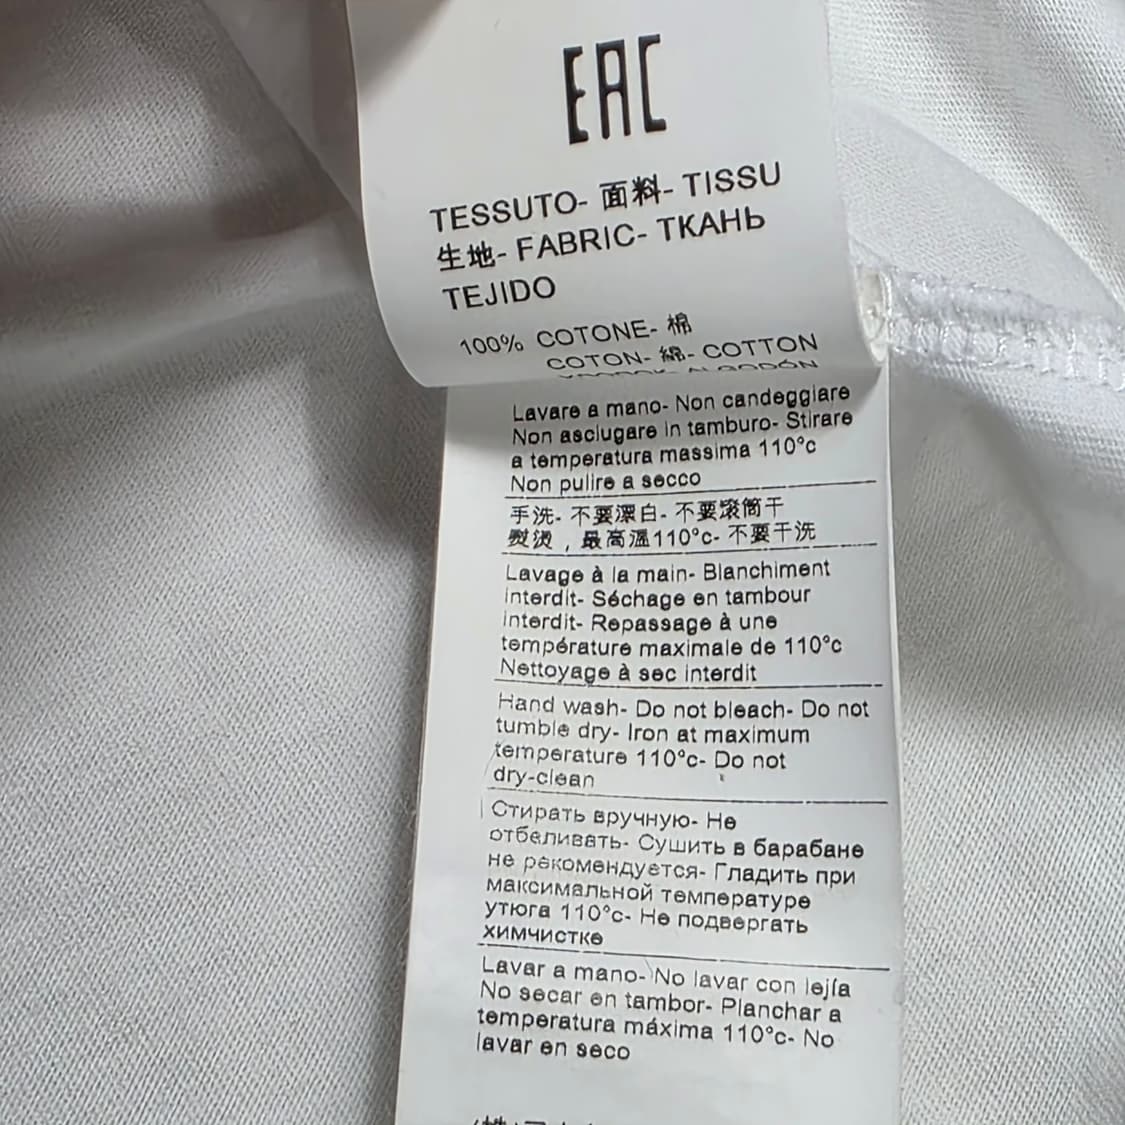 EAC
TESSUTO- 面料- TISSU
生地- FABRIC- ТКАНЬ
TEJIDO
100% COTONE- 棉
COTON- 綿- COTTON
ALGODÓN
Lavare a mano- Non candeggiare
Non asciugare in tamburo- Stirare
a temperatura massima 110°c
Non pulire a secco
手洗- 不要漂白- 不要滚筒干
熨烫，最高温110°c- 不要干洗
Lavage à la main- Blanchiment
interdit- Séchage en tambour
interdit- Repassage à une
température maximale de 110°c
Nettoyage à sec interdit
Hand wash- Do not bleach- Do not
tumble dry- Iron at maximum
temperature 110°c- Do not
dry-clean
Стирать вручную- Не
отбеливать- Сушить в барабане
не рекомендуется- Гладить при
максимальной температуре
утюга 110°c- Не подвергать
химчистке
Lavar a mano- No lavar con lejía
No secar en tambor- Planchar a
temperatura máxima 110°c- No
lavar en seco